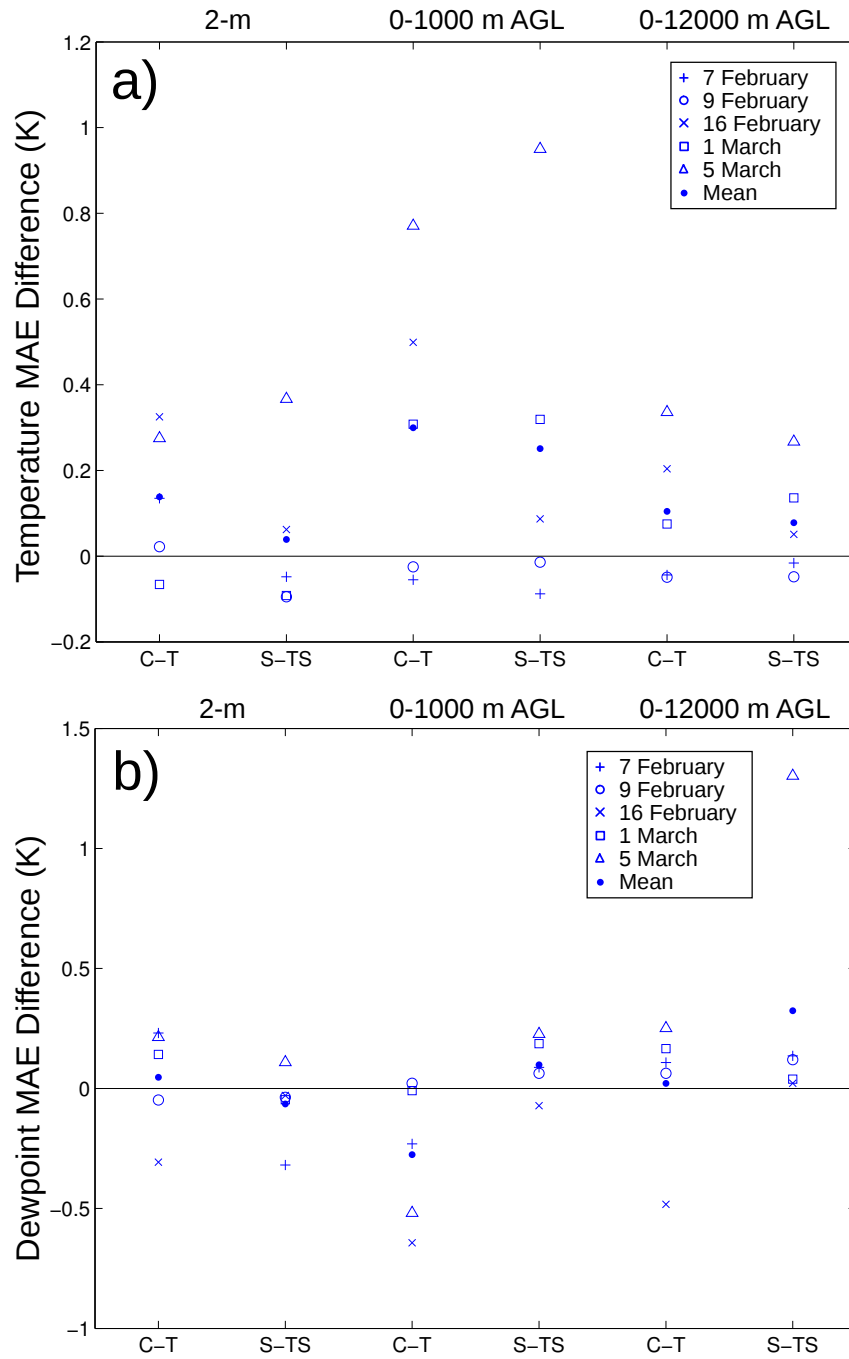 2-m 0-1000 m AGL 0-12000 m AGL
a)
Temperature MAE Difference (K)
1.2
1
0.8
0.6
0.4
0.2
0
−0.2
7 February
9 February
16 February
1 March
5 March
Mean
C−T S−TS C−T S−TS C−T S−TS
2-m 0-1000 m AGL 0-12000 m AGL
b)
Dewpoint MAE Difference (K)
1.5
1
0.5
0
−0.5
−1
7 February
9 February
16 February
1 March
5 March
Mean
C−T S−TS C−T S−TS C−T S−TS